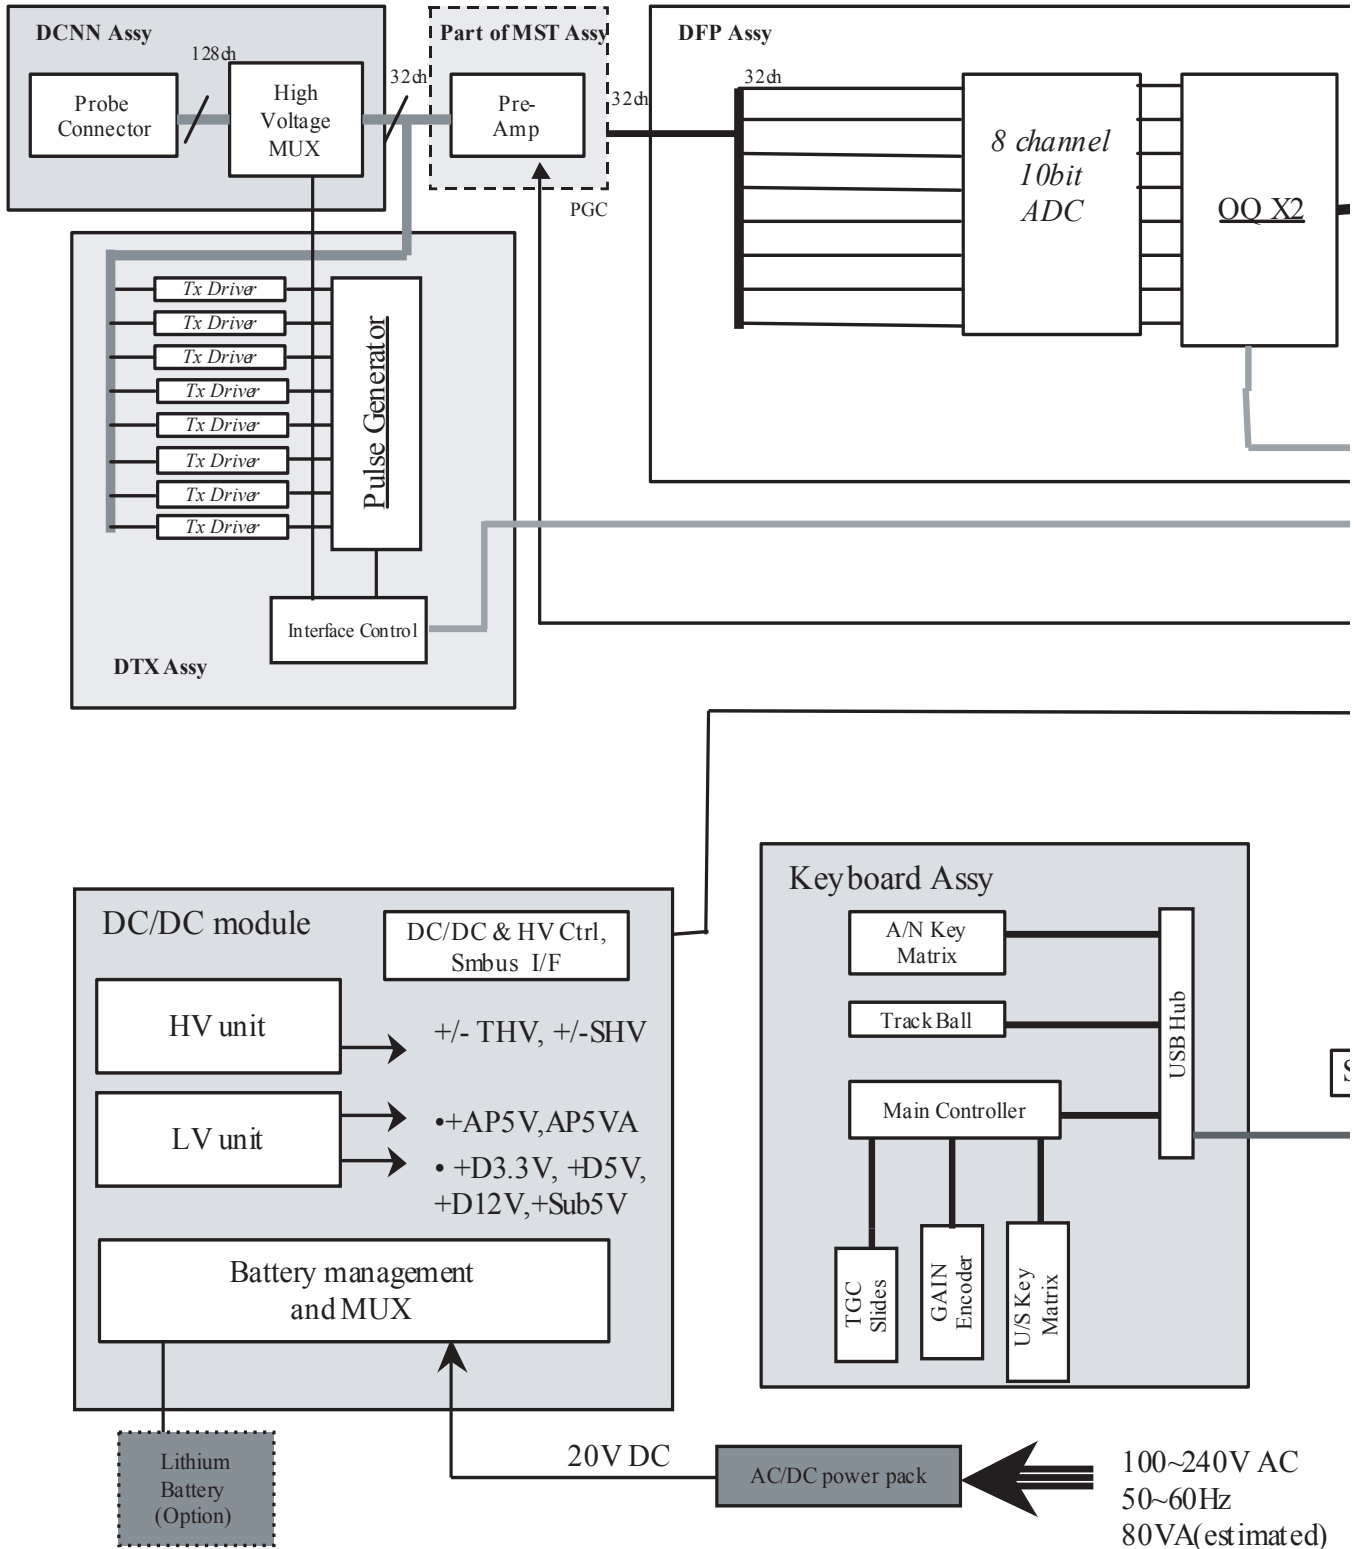 DCNN Assy
128ch
Probe
Connector
High
Voltage
MUX
32ch
Part of MST Assy
Pre-
Amp
PGC
32ch
DFP Assy
32ch
8 channel
10bit
ADC
OQ X2
Tx Driver
Tx Driver
Tx Driver
Tx Driver
Tx Driver
Tx Driver
Tx Driver
Tx Driver
Pulse Generator
Interface Control
DTX Assy
DC/DC module
DC/DC & HV Ctrl,
Smbus I/F
HV unit
+/- THV, +/-SHV
LV unit
•+AP5V,AP5VA
• +D3.3V, +D5V,
+D12V,+Sub5V
Battery management
and MUX
Lithium
Battery
(Option)
20V DC
AC/DC power pack
100~240V AC
50~60Hz
80VA(estimated)
Keyboard Assy
A/N Key
Matrix
Track Ball
Main Controller
USB Hub
TGC
Slides
GAIN
Encoder
U/S Key
Matrix